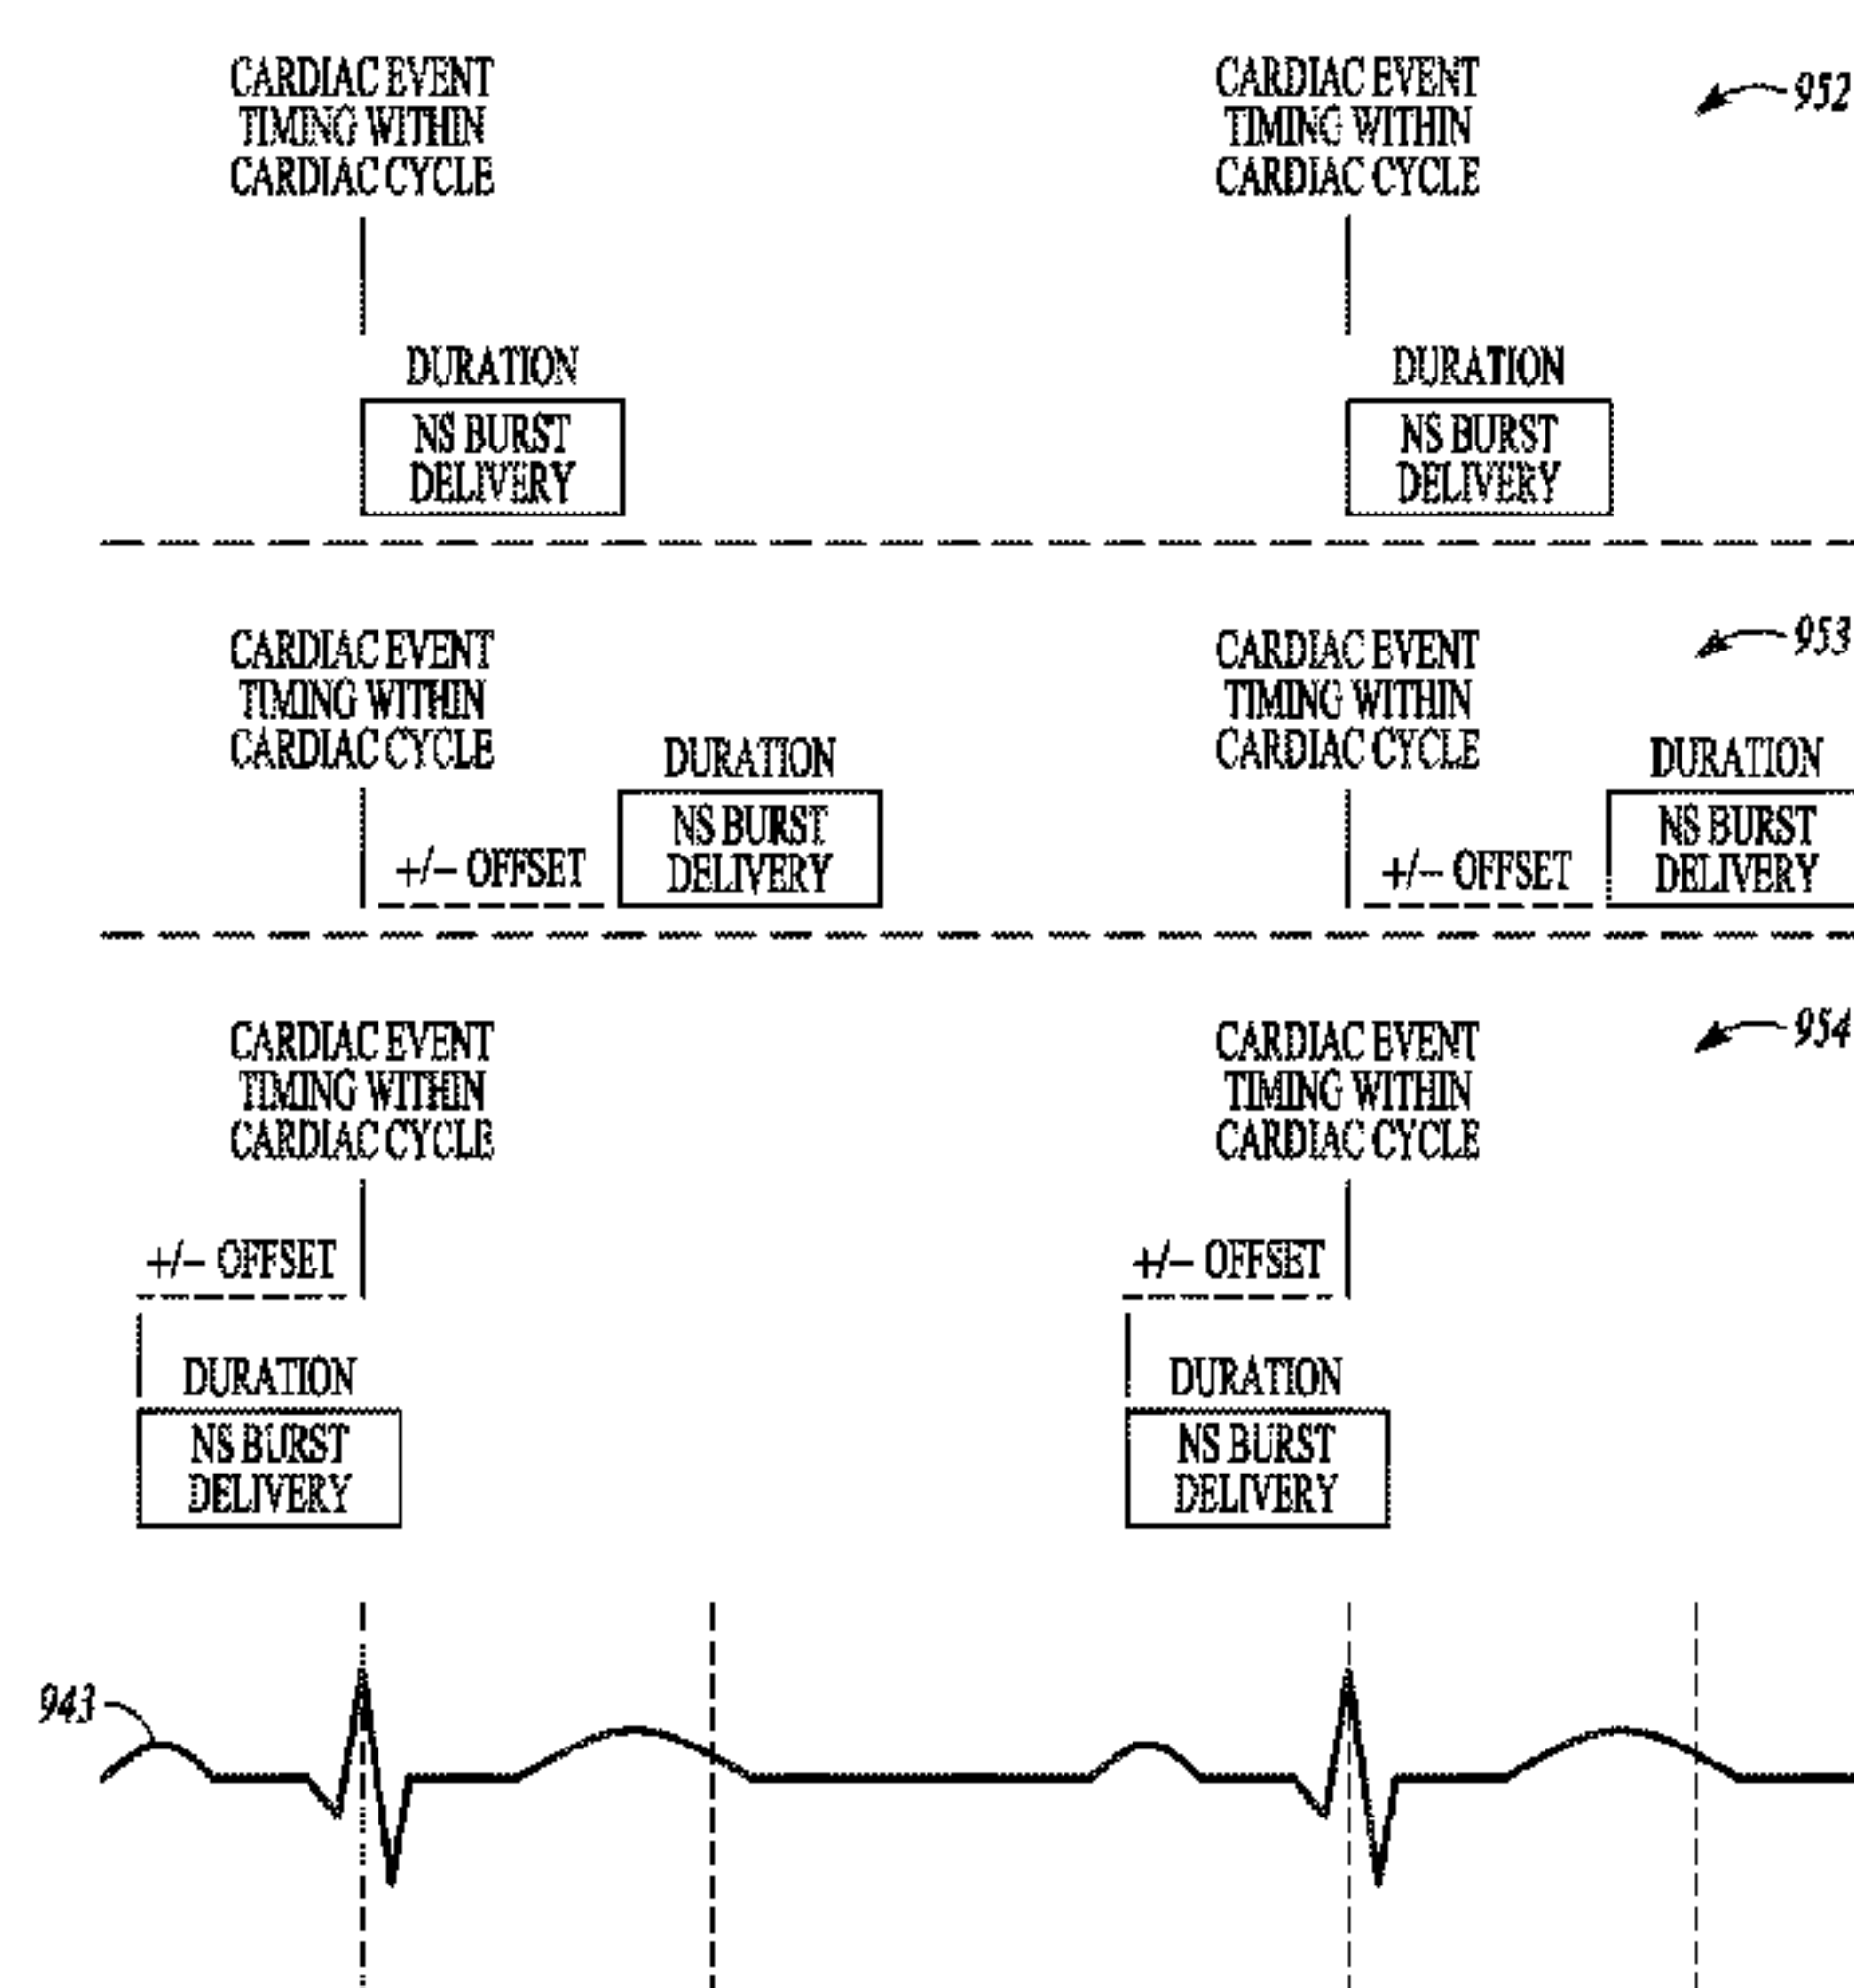 CARDIAC EVENT
TIMING WITHIN
CARDIAC CYCLE
CARDIAC EVENT
TIMING WITHIN
CARDIAC CYCLE
952
DURATION
NS BURST
DELIVERY
DURATION
NS BURST
DELIVERY
CARDIAC EVENT
TIMING WITHIN
CARDIAC CYCLE
CARDIAC EVENT
TIMING WITHIN
CARDIAC CYCLE
953
+/– OFFSET
DURATION
NS BURST
DELIVERY
+/– OFFSET
DURATION
NS BURST
DELIVERY
CARDIAC EVENT
TIMING WITHIN
CARDIAC CYCLE
CARDIAC EVENT
TIMING WITHIN
CARDIAC CYCLE
954
+/– OFFSET
DURATION
NS BURST
DELIVERY
+/– OFFSET
DURATION
NS BURST
DELIVERY
943